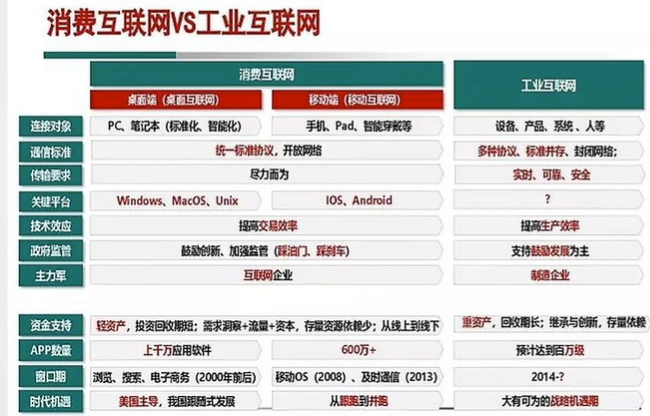 消费互联网VS工业互联网
消费互联网
工业互联网
桌面端（桌面互联网）
移动端（移动互联网）
连接对象
PC、笔记本（标准化、智能化）
手机、Pad、智能穿戴等
设备、产品、系统、人等
通信标准
统一标准协议，开放网络
多种协议、标准并存、封闭网络；
传输要求
尽力而为
实时、可靠、安全
关键平台
Windows、MacOS、Unix
IOS、Android
？
技术效应
提高交易效率
提高生产效率
政府监管
鼓励创新、加强监管（踩油门、踩刹车）
支持鼓励发展为主
主力军
互联网企业
制造企业
资金支持
轻资产，投资回收期短；需求洞察+流量+资本，存量资源依赖少；从线上到线下
重资产，回收期长；继承与创新，存量依赖
APP数量
上千万应用软件
600万+
预计达到百万级
窗口期
浏览、搜索、电子商务（2000年前后）
移动OS（2008）、及时通信（2013）
2014-?
时代机遇
美国主导，我国跟随式发展
从跟跑到并跑
大有可为的战略机遇期